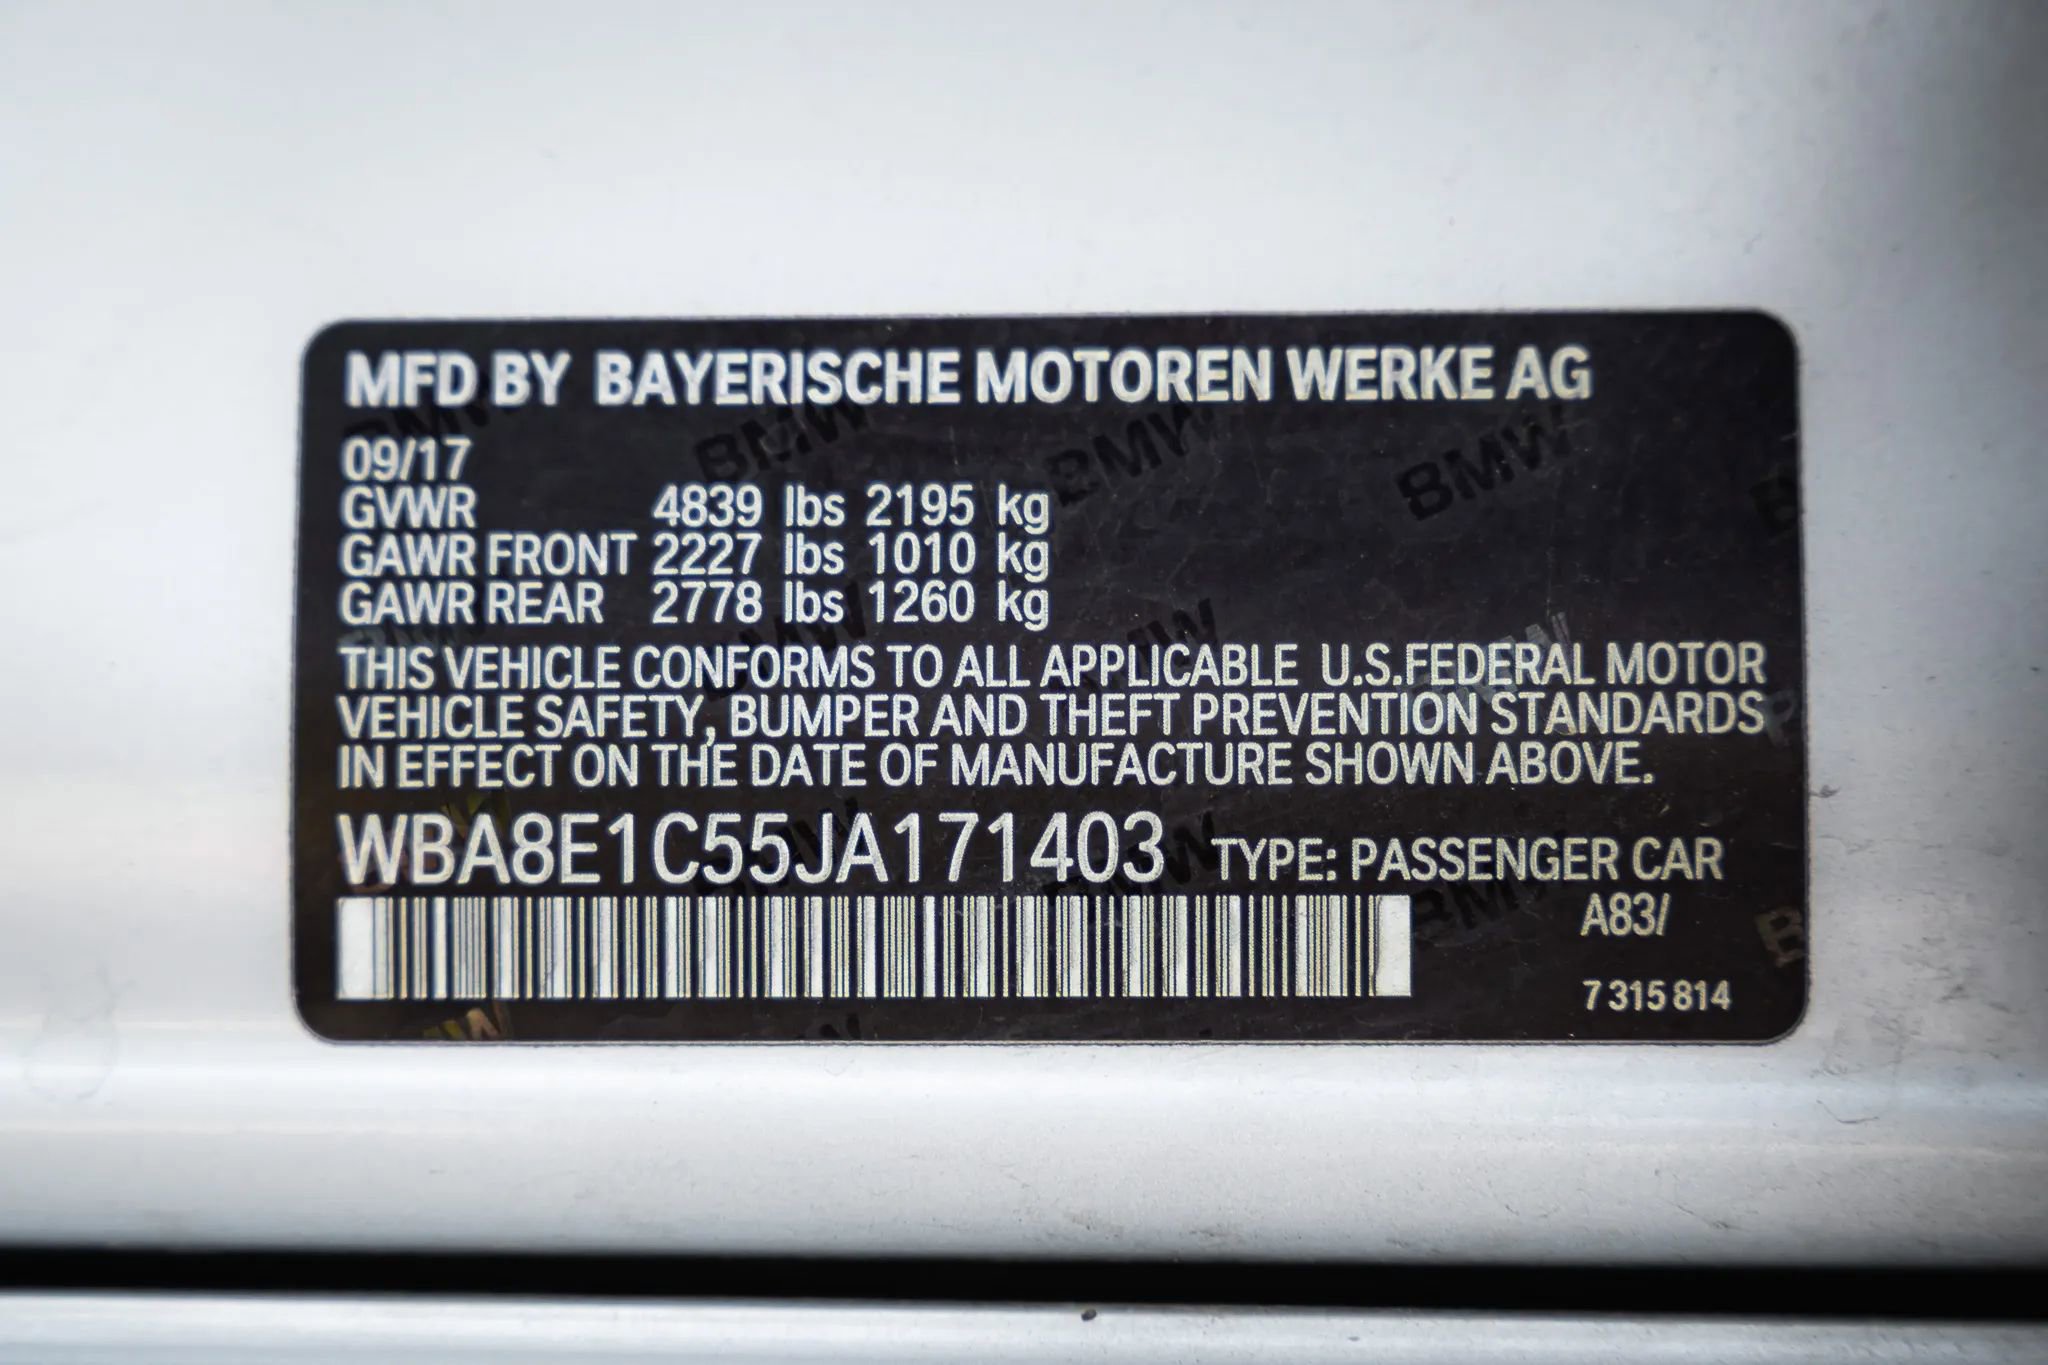 MFD BY BAYERISCHE MOTOREN WERKE AG
09/17
GVWR 4839 lbs 2195 kg
GAWR FRONT 2227 lbs 1010 kg
GAWR REAR 2778 lbs 1260 kg
THIS VEHICLE CONFORMS TO ALL APPLICABLE U.S.FEDERAL MOTOR
VEHICLE SAFETY, BUMPER AND THEFT PREVENTION STANDARDS
IN EFFECT ON THE DATE OF MANUFACTURE SHOWN ABOVE.
WBA8E1C55JA171403 TYPE: PASSENGER CAR
A83/
7 315 814